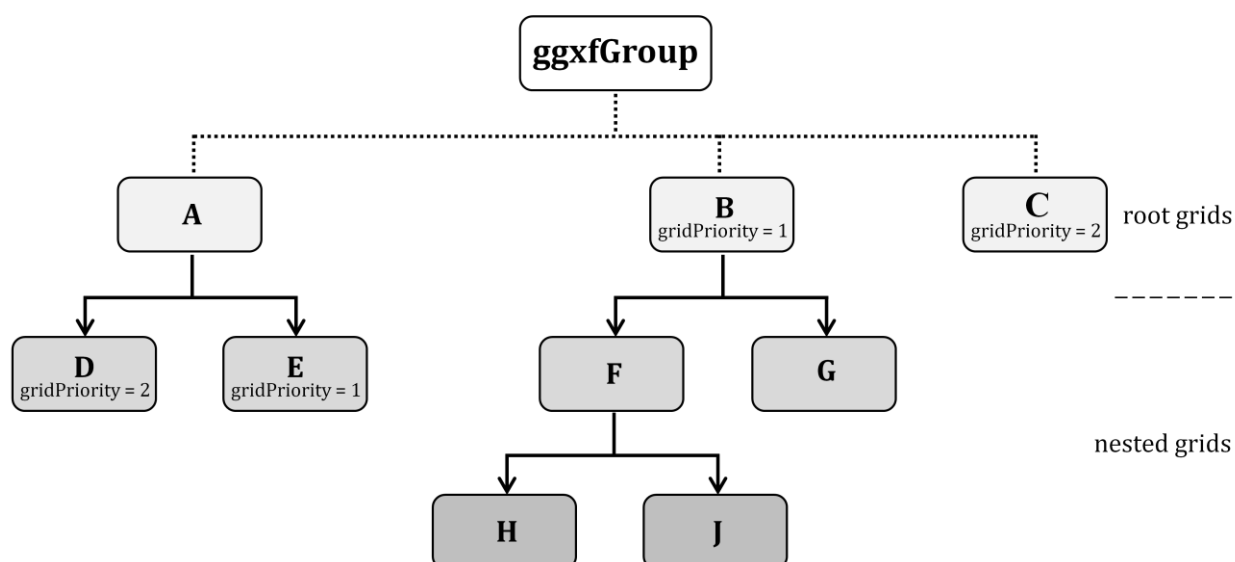 ggxfGroup
A
B
gridPriority = 1
C
gridPriority = 2
root grids
D
gridPriority = 2
E
gridPriority = 1
F
G
nested grids
H
J